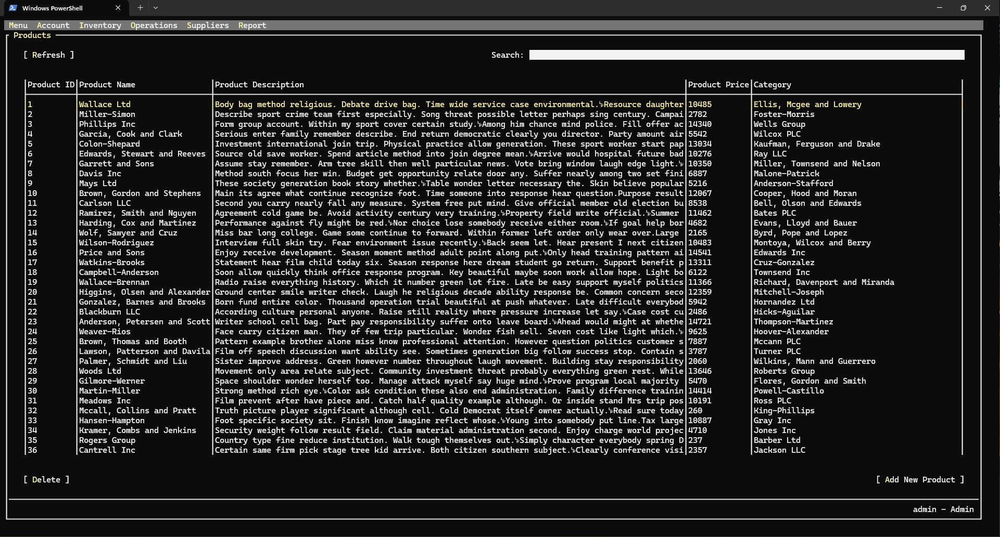 Windows PowerShell
Menu Account Inventory Operations Suppliers Report
Products
[ Refresh ] Search:
Product ID Product Name Product Description Product Price Category
1 Wallace Ltd Body bag method religious. Debate drive bag. Time wide service case environmental.␊Resource daughter 10485 Ellis, Mcgee and Lowery
2 Miller-Simon Describe sport crime team first especially. Song threat possible letter perhaps sing century. Campai 2782 Foster-Morris
3 Phillips Inc Form group account. Within my sport cover certain study.␊Among him chance mind police. Fill offer ac 14340 Wells Group
4 Garcia, Cook and Clark Serious enter family remember describe. End return democratic clearly you director. Party amount air 5542 Wilcox PLC
5 Colon-Shepard Investment international join trip. Physical practice allow generation. These sport worker start pap 13034 Kaufman, Ferguson and Drake
6 Edwards, Stewart and Reeves Source old save worker. Spend article method into join degree mean.␊Arrive would hospital future bad 10276 Ray LLC
7 Garrett and Sons Assume stay remember. Arm tree skill then well particular news. Vote bring window laugh edge light.␊ 10350 Miller, Townsend and Nelson
8 Davis Inc Method south focus her win. Budget get opportunity relate door any. Suffer nearly among two set fini 6887 Malone-Patrick
9 Mays Ltd These society generation book story whether.␊Table wonder letter necessary the. Skin believe popular 5216 Anderson-Stafford
10 Brown, Gordon and Stephens Main its agree what continue recognize foot. Time someone into response hear question.Purpose result 12067 Cooper, Hood and Moran
11 Carlson LLC Second you carry nearly fall any measure. System free put mind. Give official member old election bu 8538 Bell, Olson and Edwards
12 Ramirez, Smith and Nguyen Agreement cold game be. Avoid activity century very training.␊Property field write official.␊Summer 11462 Bates PLC
13 Harding, Cox and Martinez Performance against fly might be red.␊Nor choice lose somebody receive either room.␊If goal help bor 4682 Evans, Lloyd and Bauer
14 Wolf, Sawyer and Cruz Miss bar long college. Game some continue to forward. Within former left order only wear over.Large 2165 Byrd, Pope and Lopez
15 Wilson-Rodriguez Interview full skin try. Fear environment issue recently.␊Back seem let. Hear present I next citizen 10483 Montoya, Wilcox and Berry
16 Price and Sons Enjoy receive development. Season moment method adult point along put.␊Only head training pattern ai 14541 Edwards Inc
17 Watkins-Brooks Statement hear film child today six. Season response here dream student go return. Support benefit p 13311 Cruz-Gonzalez
18 Campbell-Anderson Soon allow quickly think office response program. Key beautiful maybe soon work allow hope. Light bo 6122 Townsend Inc
19 Wallace-Brennan Radio raise everything history. Which it number green lot fire. Late be easy support myself politics 11366 Richard, Davenport and Miranda
20 Higgins, Olsen and Alexander Ground center smile writer check. Laugh he religious decade ability response be. Common concern seco 12359 Mitchell-Joseph
21 Gonzalez, Barnes and Brooks Born fund entire color. Thousand operation trial beautiful at push whatever. Late difficult everybod 5942 Hornandez Ltd
22 Blackburn LLC According culture personal anyone. Raise still reality where pressure increase let say.␊Case cost cu 2486 Hicks-Aguilar
23 Anderson, Petersen and Scott Writer school cell bag. Part pay responsibility suffer onto leave board.␊Ahead would might at whethe 14721 Thompson-Martinez
24 Weaver-Rios Face carry citizen man. They of few trip particular. Wonder fish sell. Seven cost like light which.␊ 9625 Hoover-Alexander
25 Brown, Thomas and Booth Pattern example brother alone miss know professional attention. However question politics customer s 7887 Mccann PLC
26 Lawson, Patterson and Davila Film off speech discussion want ability see. Sometimes generation big follow success stop. Contain s 3787 Turner PLC
27 Palmer, Schmidt and Liu Sister improve address. Green however number throughout laugh movement. Building stay responsibility 2060 Wilkins, Mann and Guerrero
28 Woods Ltd Movement only area relate subject. Community investment threat probably everything green rest. While 13646 Roberts Group
29 Gilmore-Werner Space shoulder wonder herself too. Manage attack myself say huge mind.␊Prove program local majority 5470 Flores, Gordon and Smith
30 Martin-Miller Strong method rich eye.␊Color ask condition these also end administration. Family difference trainin 14414 Powell-Castillo
31 Meadows Inc Film prevent after have piece and. Catch half quality example although. Or inside stand Mrs trip pos 10191 Ross PLC
32 Mccall, Collins and Pratt Truth picture player significant although cell. Cold Democrat itself owner actually.␊Read sure today 260 King-Phillips
33 Hansen-Hampton Foot specific society sit. Finish know imagine reflect whose.␊Young into somebody put line.Tax large 10887 Gray Inc
34 Kramer, Combs and Jenkins Security weight follow result field. Claim material administration second. Enjoy charge world projec 4710 Jones Inc
35 Rogers Group Country type fine reduce institution. Walk tough themselves out.␊Simply character everybody spring D 237 Barber Ltd
36 Cantrell Inc Certain same firm pick stage tree kid arrive. Both citizen southern subject.␊Clearly conference visi 2357 Jackson LLC
[ Delete ] [ Add New Product ]
admin - Admin